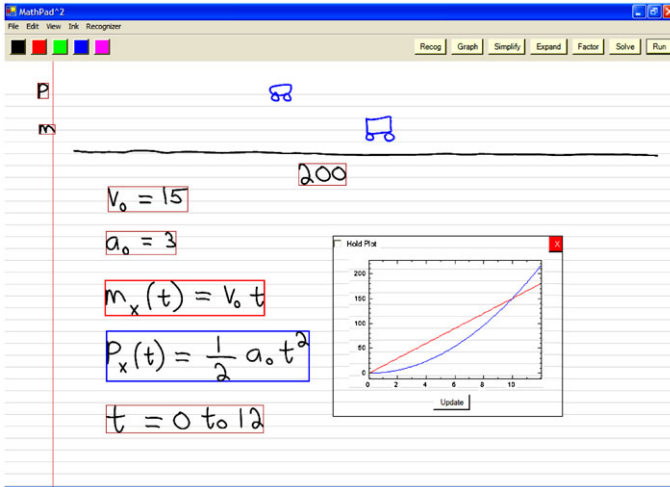 MathPad^2
File Edit View Ink Recognizer
Recog Graph Simplify Expand Factor Solve Run
P
m
200
v₀ = 15
a₀ = 3
mₓ(t) = v₀ t
Pₓ(t) = 1/2 a₀ t²
t = 0 to 12
Hold Plot X
200
150
100
50
0
0 2 4 6 8 10
Update